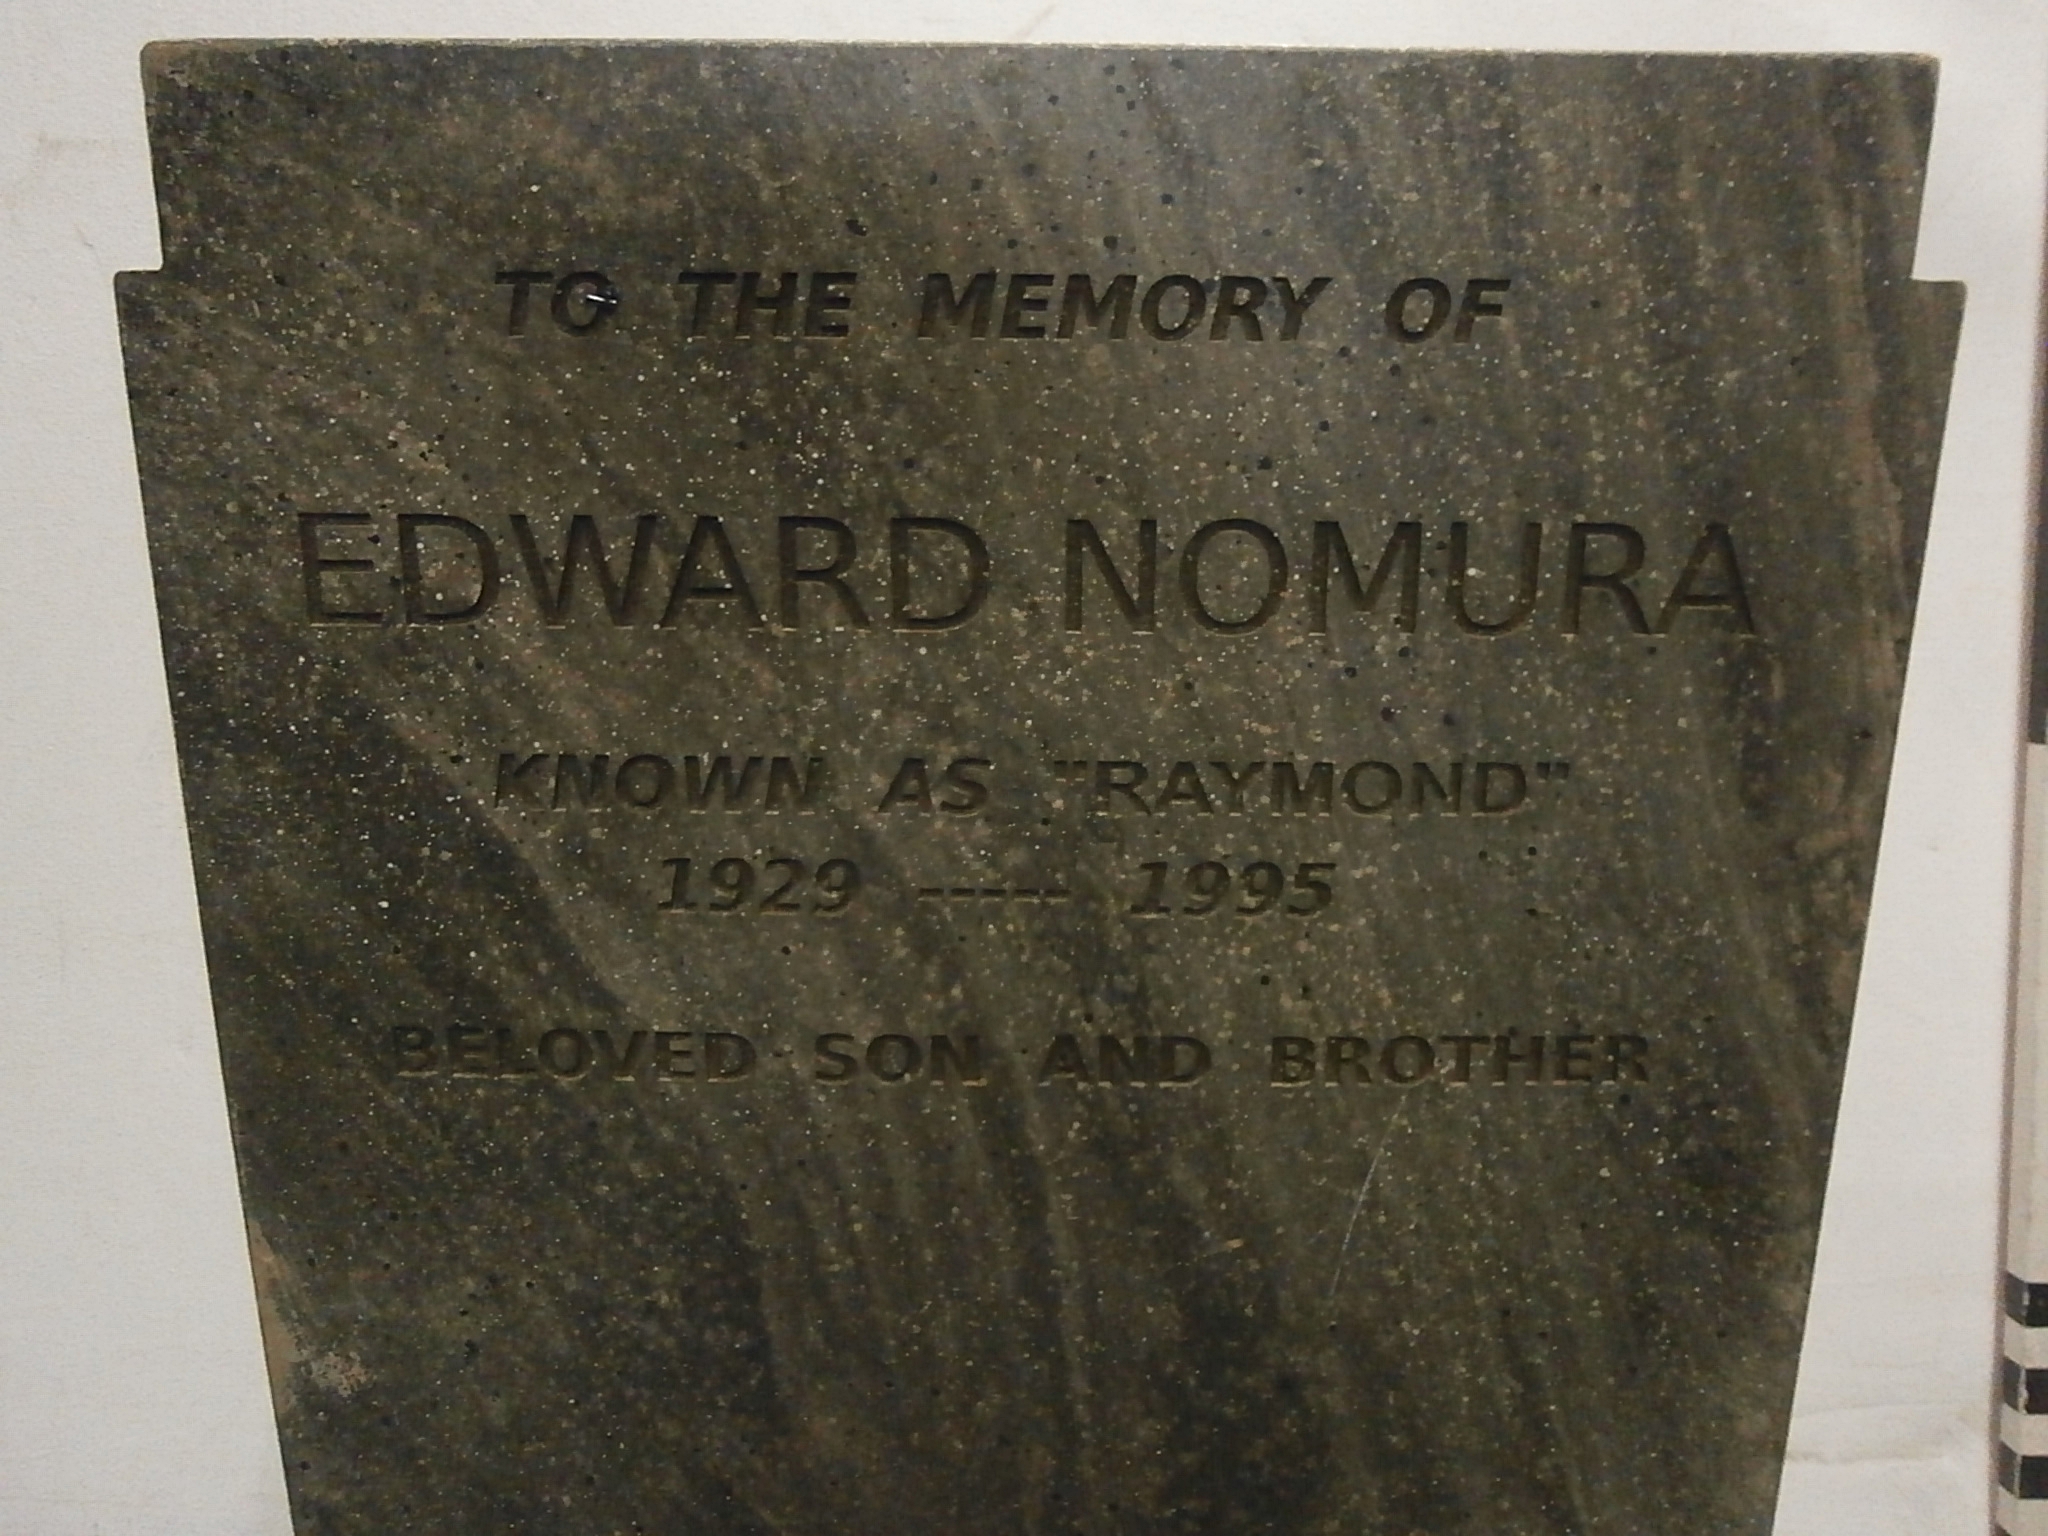 TO THE MEMORY OF
EDWARD NOMURA
KNOWN AS "RAYMOND"
1929 ----- 1995
BELOVED SON AND BROTHER